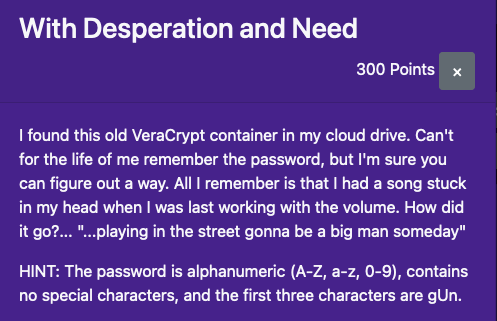 With Desperation and Need
300 Points ×
I found this old VeraCrypt container in my cloud drive. Can't
for the life of me remember the password, but I'm sure you
can figure out a way. All I remember is that I had a song stuck
in my head when I was last working with the volume. How did
it go?... "...playing in the street gonna be a big man someday"
HINT: The password is alphanumeric (A-Z, a-z, 0-9), contains
no special characters, and the first three characters are gUn.